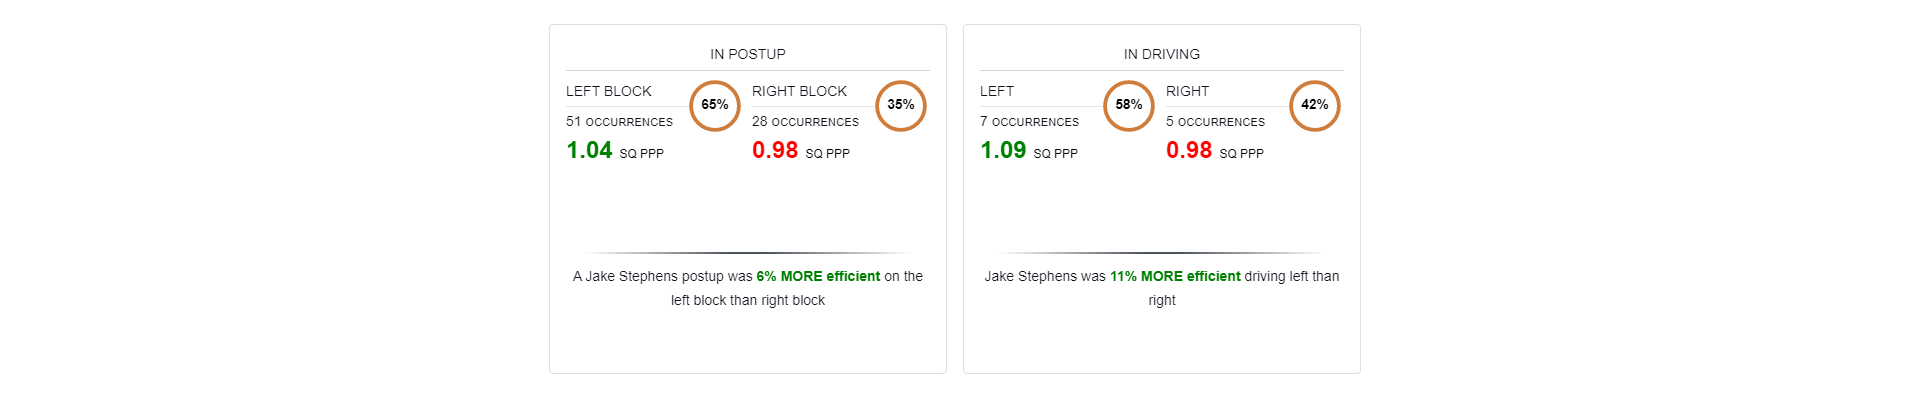 IN POSTUP
LEFT BLOCK
65%
51 OCCURRENCES
1.04 SQ PPP
RIGHT BLOCK
35%
28 OCCURRENCES
0.98 SQ PPP
A Jake Stephens postup was 6% MORE efficient on the
left block than right block
IN DRIVING
LEFT
58%
7 OCCURRENCES
1.09 SQ PPP
RIGHT
42%
5 OCCURRENCES
0.98 SQ PPP
Jake Stephens was 11% MORE efficient driving left than
right